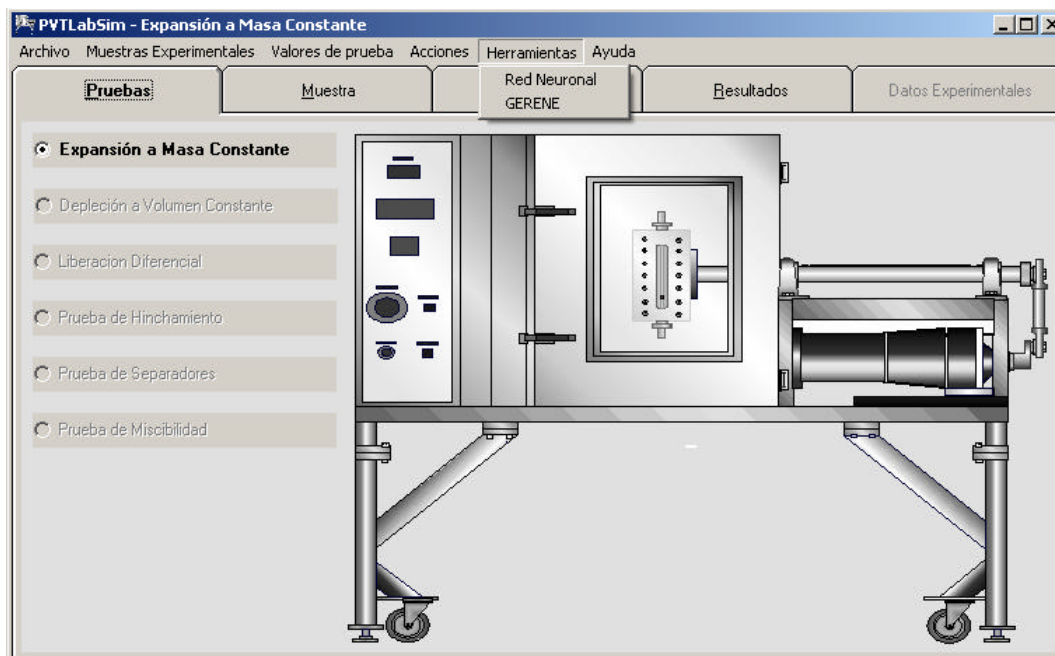 PVTLabSim - Expansión a Masa Constante
Archivo Muestras Experimentales Valores de prueba Acciones Herramientas Ayuda
Red Neuronal
GERENE
Pruebas Muestra Resultados Datos Experimentales
Expansión a Masa Constante
Depleción a Volumen Constante
Liberacion Diferencial
Prueba de Hinchamiento
Prueba de Separadores
Prueba de Miscibilidad